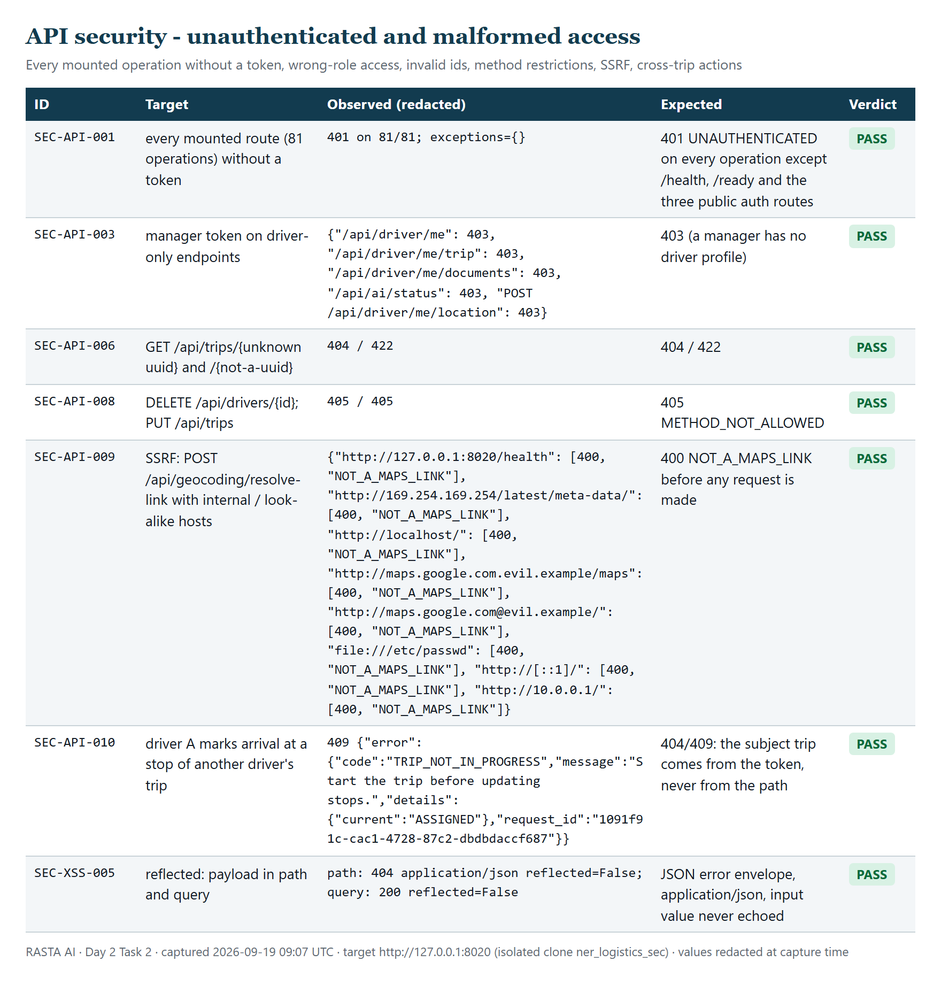 API security - unauthenticated and malformed access
Every mounted operation without a token, wrong-role access, invalid ids, method restrictions, SSRF, cross-trip actions
ID Target Observed (redacted) Expected Verdict
SEC-API-001
every mounted route (81
operations) without a
token
401 on 81/81; exceptions={}
401 UNAUTHENTICATED
on every operation except
/health, /ready and the
three public auth routes
PASS
SEC-API-003
manager token on driver-
only endpoints
{"/api/driver/me": 403,
"/api/driver/me/trip": 403,
"/api/driver/me/documents": 403,
"/api/ai/status": 403, "POST
/api/driver/me/location": 403}
403 (a manager has no
driver profile)
PASS
SEC-API-006
GET /api/trips/{unknown
uuid} and /{not-a-uuid}
404 / 422
404 / 422
PASS
SEC-API-008
DELETE /api/drivers/{id};
PUT /api/trips
405 / 405
405
METHOD_NOT_ALLOWED
PASS
SEC-API-009
SSRF: POST
/api/geocoding/resolve-
link with internal / look-
alike hosts
{"http://127.0.0.1:8020/health": [400,
"NOT_A_MAPS_LINK"],
"http://169.254.169.254/latest/meta-data/":
[400, "NOT_A_MAPS_LINK"],
"http://localhost/": [400,
"NOT_A_MAPS_LINK"],
"http://maps.google.com.evil.example/maps":
[400, "NOT_A_MAPS_LINK"],
"http://maps.google.com@evil.example/":
[400, "NOT_A_MAPS_LINK"],
"file:///etc/passwd": [400,
"NOT_A_MAPS_LINK"], "http://[::1]/": [400,
"NOT_A_MAPS_LINK"], "http://10.0.0.1/":
[400, "NOT_A_MAPS_LINK"]}
400 NOT_A_MAPS_LINK
before any request is
made
PASS
SEC-API-010
driver A marks arrival at a
stop of another driver's
trip
409 {"error":
{"code":"TRIP_NOT_IN_PROGRESS","message":"S
tart the trip before updating
stops.","details":
{"current":"ASSIGNED"},"request_id":"1091f9
1c-cac1-4728-87c2-dbdbdaccf687"}}
404/409: the subject trip
comes from the token,
never from the path
PASS
SEC-XSS-005
reflected: payload in path
and query
path: 404 application/json reflected=False;
query: 200 reflected=False
JSON error envelope,
application/json, input
value never echoed
PASS
RASTA AI · Day 2 Task 2 · captured 2026-09-19 09:07 UTC · target http://127.0.0.1:8020 (isolated clone ner_logistics_sec) · values redacted at capture time